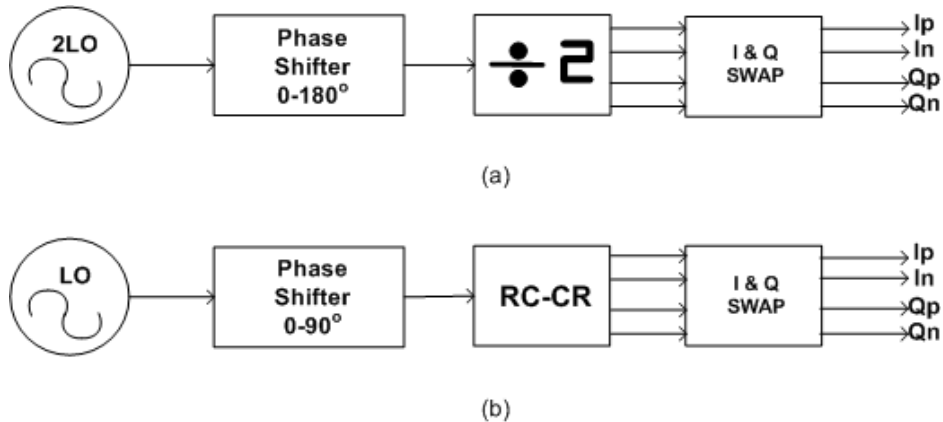 2LO
Phase
Shifter
0-180°
÷ 2
I & Q
SWAP
Ip
In
Qp
Qn
(a)
LO
Phase
Shifter
0-90°
RC-CR
I & Q
SWAP
Ip
In
Qp
Qn
(b)